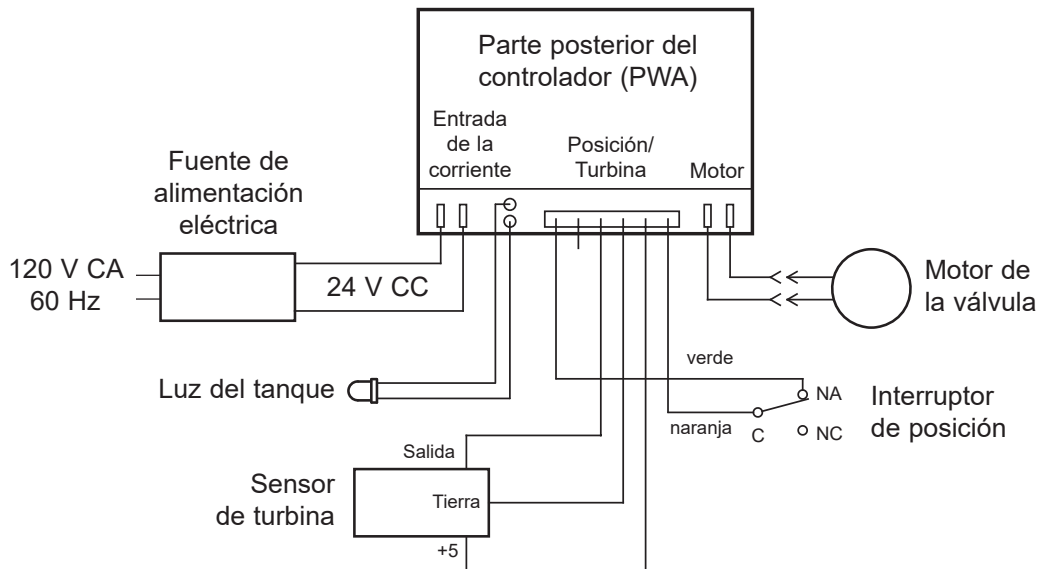 Parte posterior del
controlador (PWA)
Entrada
de la
corriente
Posición/
Turbina
Motor
Fuente de
alimentación
eléctrica
120 V CA
60 Hz
24 V CC
Motor de
la válvula
Luz del tanque
verde
NA
naranja
C
NC
Interruptor
de posición
Salida
Sensor
de turbina
Tierra
+5